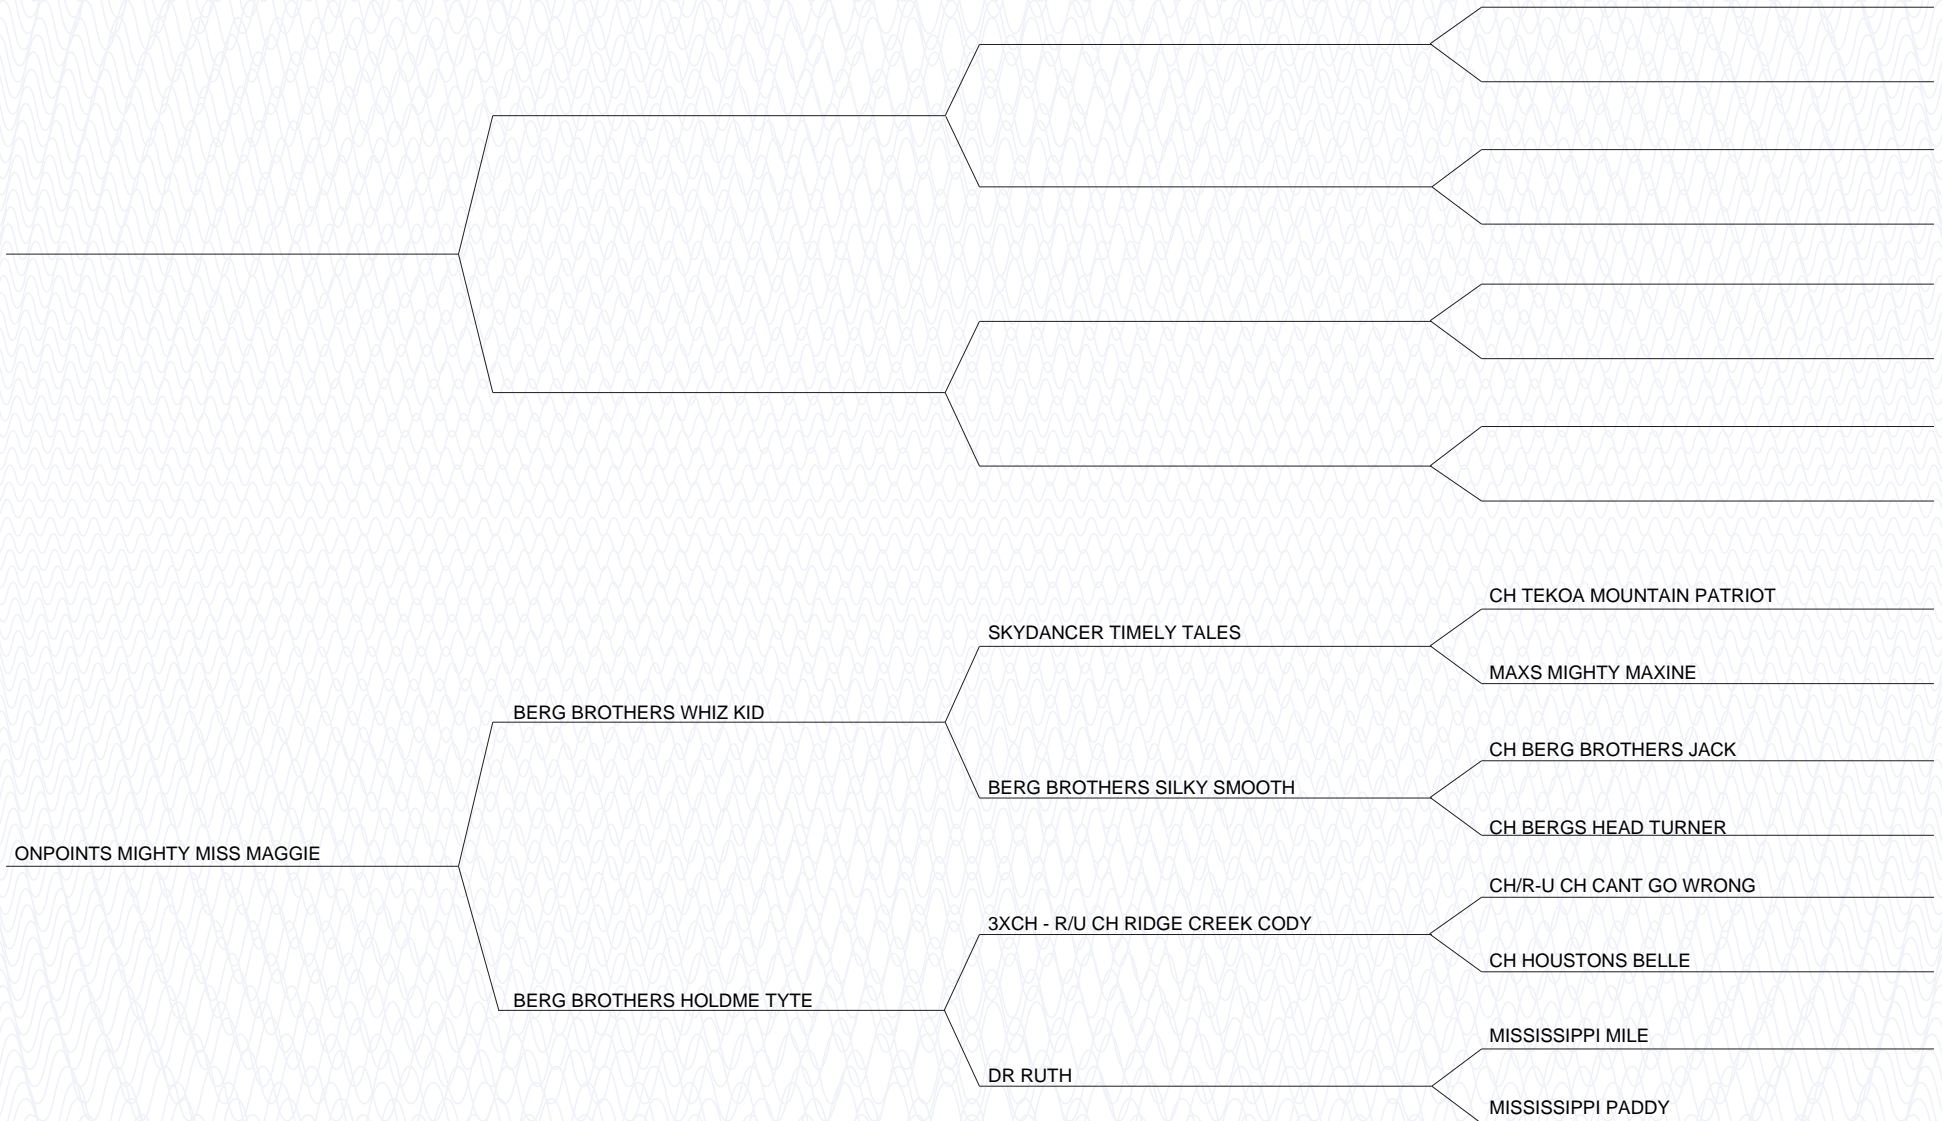 CH TEKOA MOUNTAIN PATRIOT
SKYDANCER TIMELY TALES
MAXS MIGHTY MAXINE
BERG BROTHERS WHIZ KID
CH BERG BROTHERS JACK
BERG BROTHERS SILKY SMOOTH
CH BERGS HEAD TURNER
ONPOINTS MIGHTY MISS MAGGIE
CH/R-U CH CANT GO WRONG
3XCH - R/U CH RIDGE CREEK CODY
CH HOUSTONS BELLE
BERG BROTHERS HOLDME TYTE
MISSISSIPPI MILE
DR RUTH
MISSISSIPPI PADDY